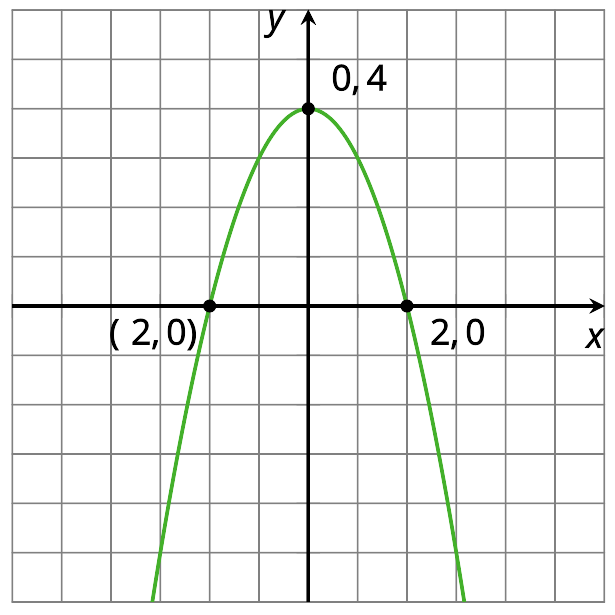 y
0, 4
( 2, 0)
2, 0
x